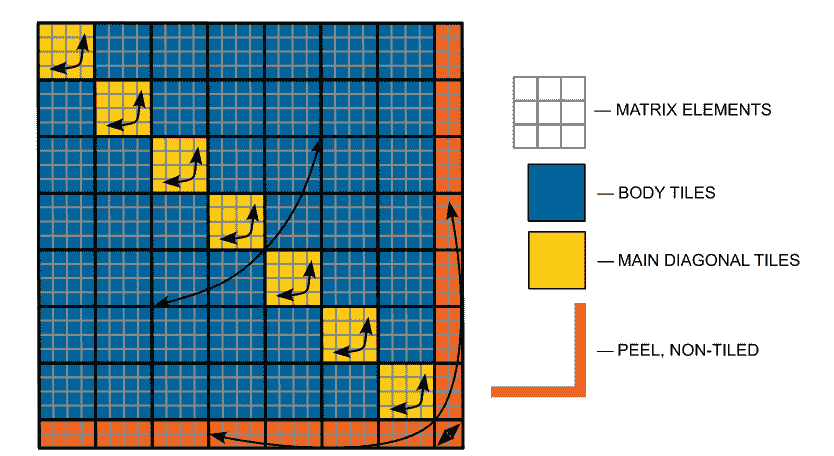 — MATRIX ELEMENTS
— BODY TILES
— MAIN DIAGONAL TILES
— PEEL, NON-TILED